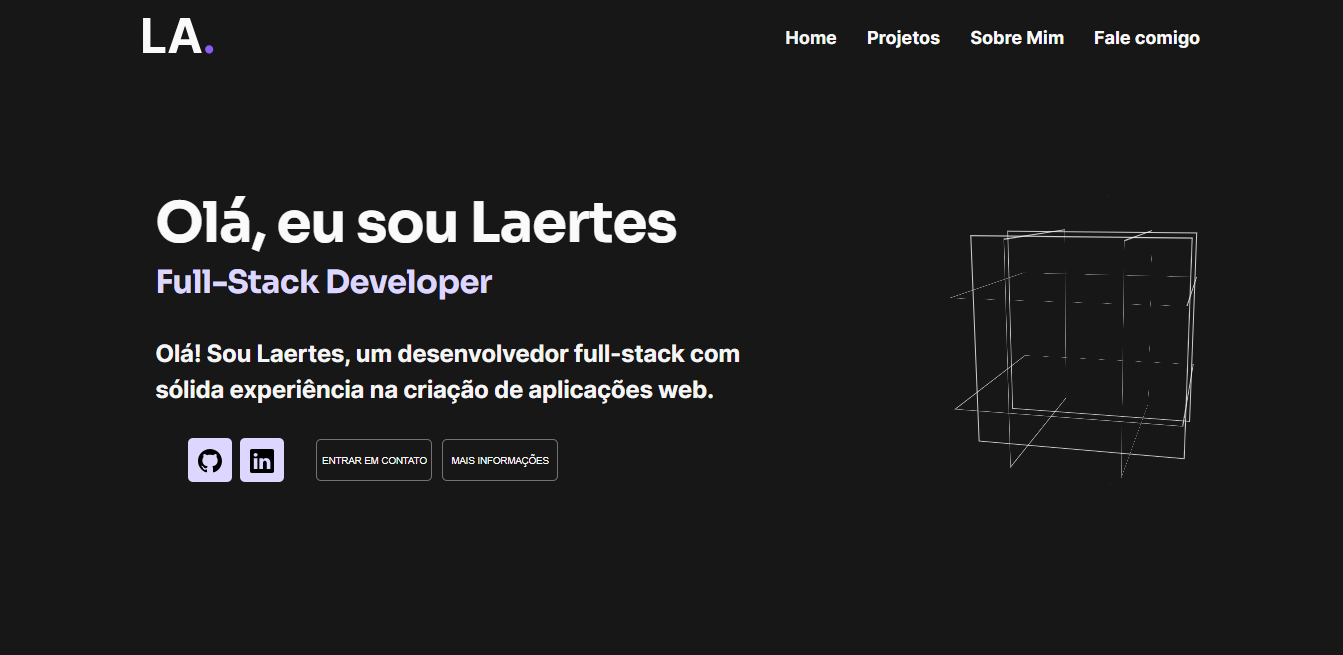 LA.
Home Projetos Sobre Mim Fale comigo
Olá, eu sou Laertes
Full-Stack Developer
Olá! Sou Laertes, um desenvolvedor full-stack com
sólida experiência na criação de aplicações web.
in ENTRAR EM CONTATO MAIS INFORMAÇÕES